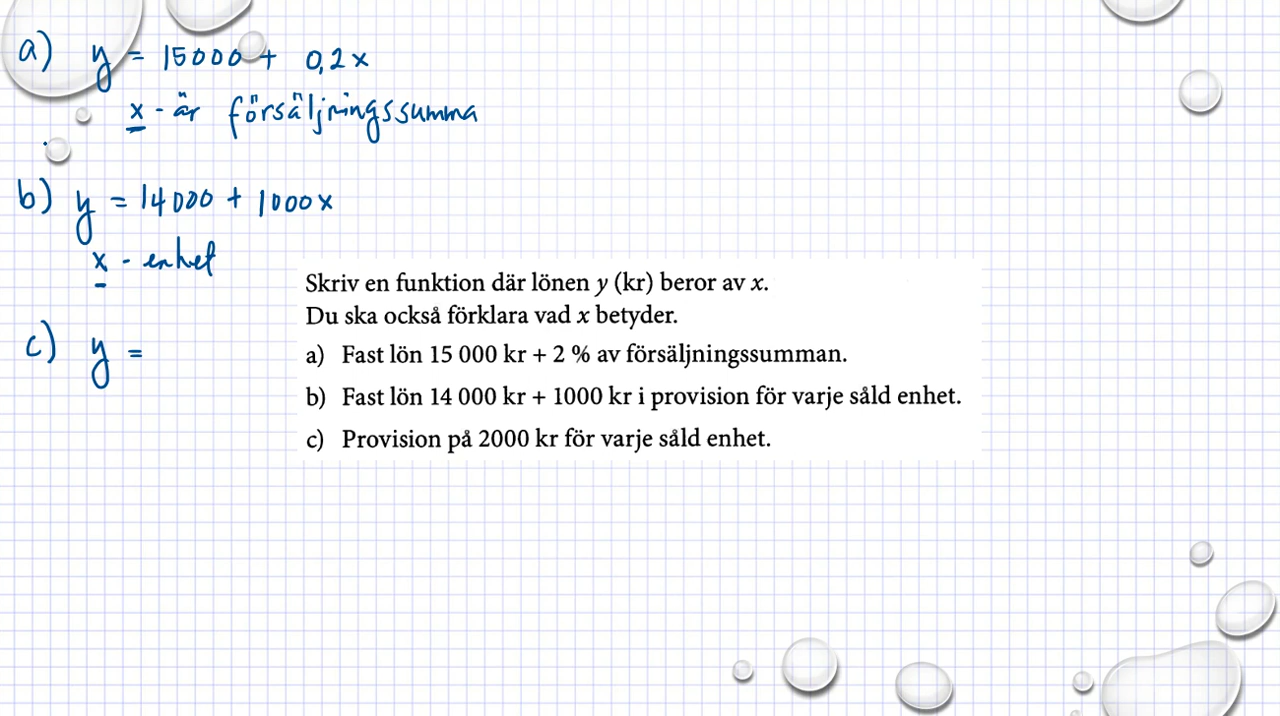 a) y = 15000 + 0,2x
x - är försäljningssumma
b) y = 14000 + 1000x
x - enhet
c) y =
Skriv en funktion där lönen y (kr) beror av x.
Du ska också förklara vad x betyder.
a) Fast lön 15 000 kr + 2 % av försäljningssumman.
b) Fast lön 14 000 kr + 1000 kr i provision för varje såld enhet.
c) Provision på 2000 kr för varje såld enhet.